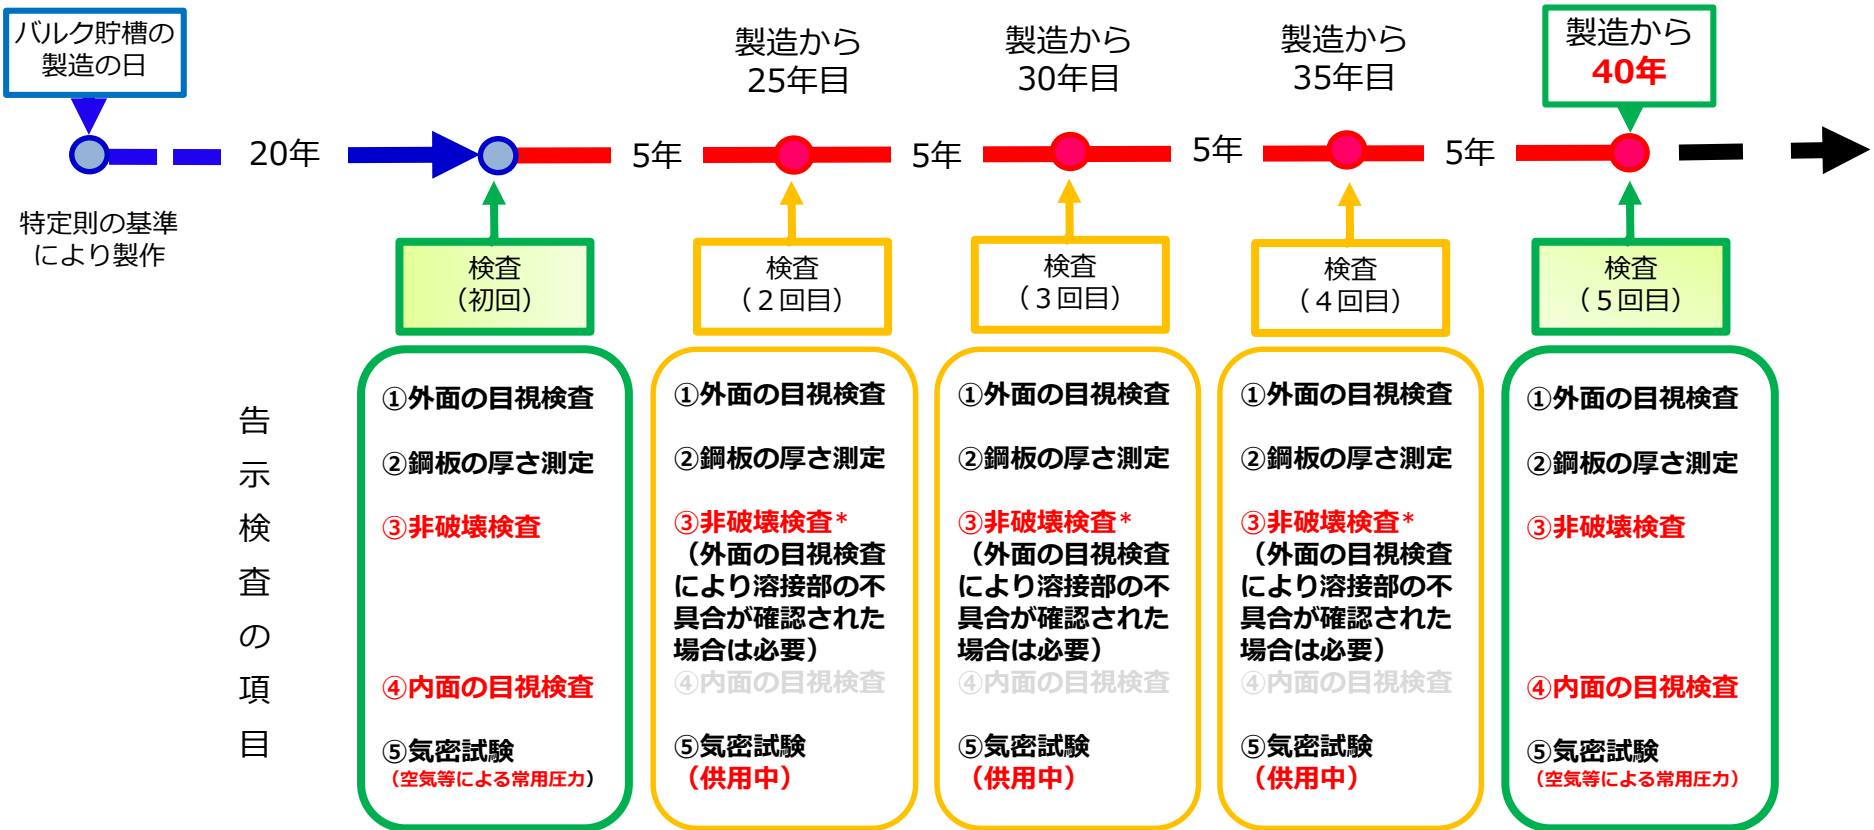 バルク貯槽の
製造の日
製造から
25年目
製造から
30年目
製造から
35年目
製造から
40年
20年
5年
5年
5年
5年
特定則の基準
により製作
検査
（初回）
検査
（２回目）
検査
（３回目）
検査
（４回目）
検査
（５回目）
告示検査の項目
①外面の目視検査
②鋼板の厚さ測定
③非破壊検査
④内面の目視検査
⑤気密試験
（空気等による常用圧力）
①外面の目視検査
②鋼板の厚さ測定
③非破壊検査*
（外面の目視検査
により溶接部の不
具合が確認された
場合は必要）
④内面の目視検査
⑤気密試験
（供用中）
①外面の目視検査
②鋼板の厚さ測定
③非破壊検査*
（外面の目視検査
により溶接部の不
具合が確認された
場合は必要）
④内面の目視検査
⑤気密試験
（供用中）
①外面の目視検査
②鋼板の厚さ測定
③非破壊検査*
（外面の目視検査
により溶接部の不
具合が確認された
場合は必要）
④内面の目視検査
⑤気密試験
（供用中）
①外面の目視検査
②鋼板の厚さ測定
③非破壊検査
④内面の目視検査
⑤気密試験
（空気等による常用圧力）